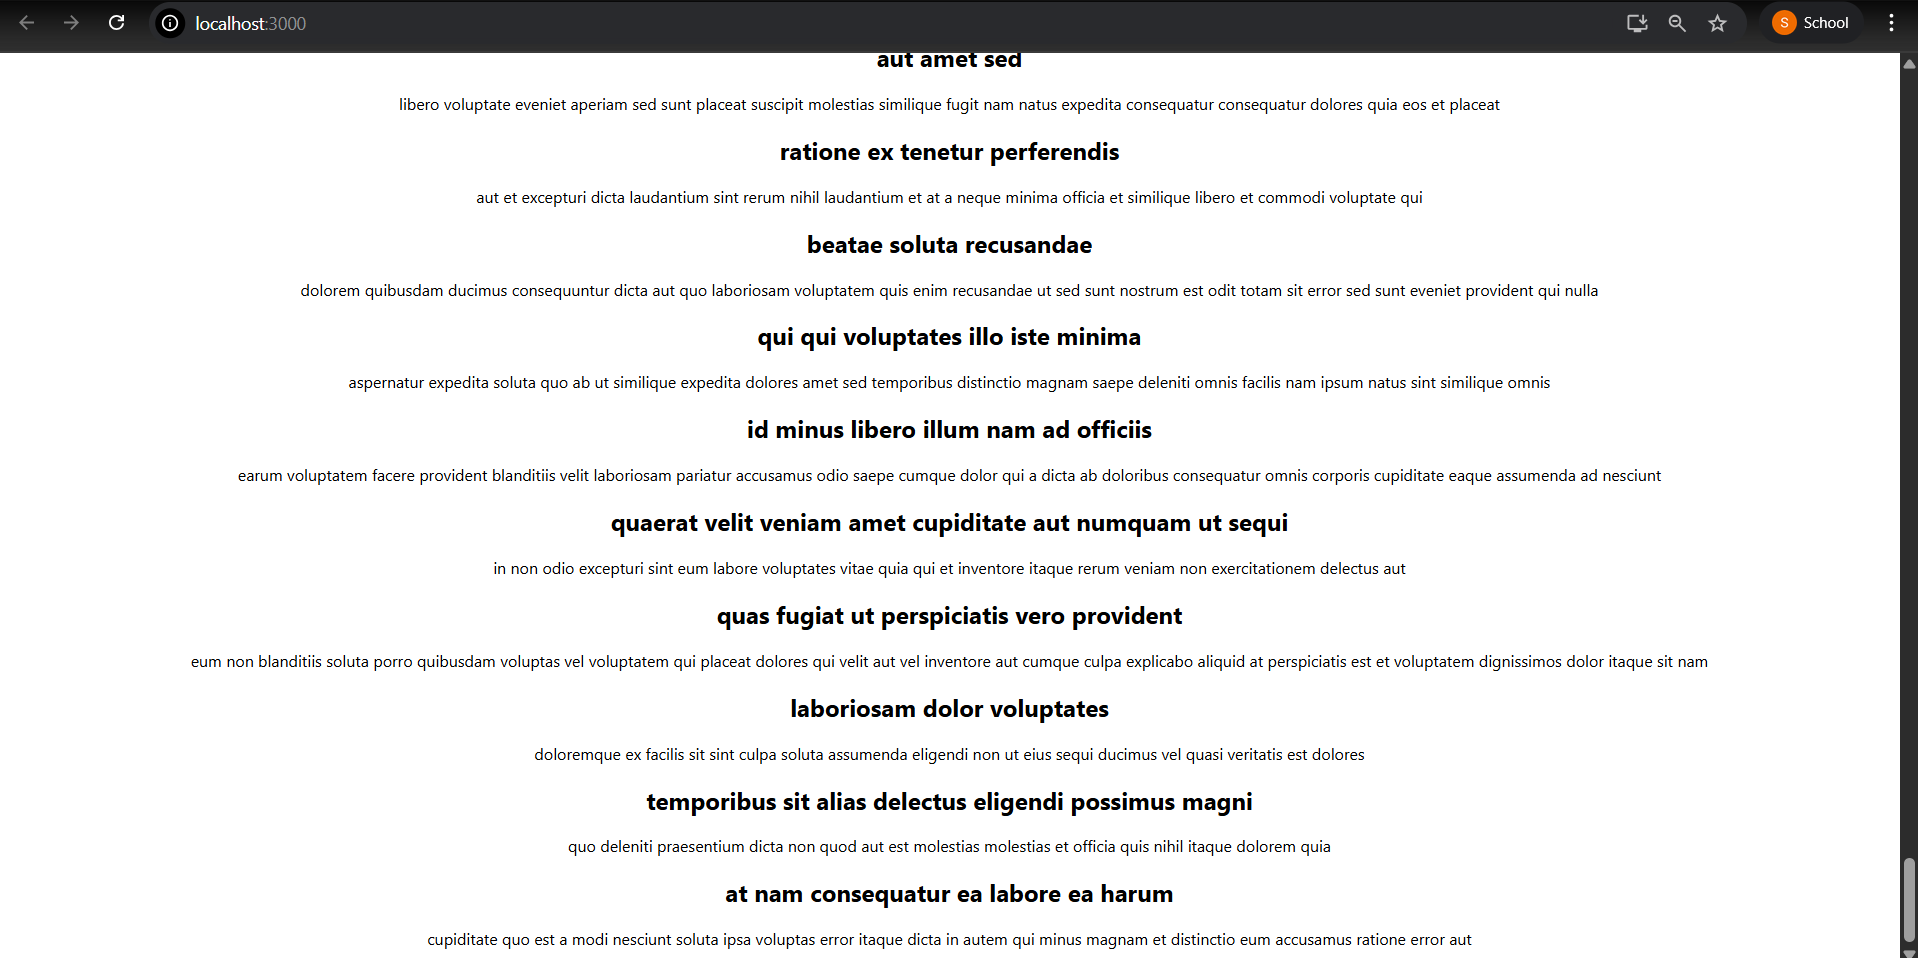 localhost:3000
S School
aut amet sed
libero voluptate eveniet aperiam sed sunt placeat suscipit molestias similique fugit nam natus expedita consequatur consequatur dolores quia eos et placeat
ratione ex tenetur perferendis
aut et excepturi dicta laudantium sint rerum nihil laudantium et at a neque minima officia et similique libero et commodi voluptate qui
beatae soluta recusandae
dolorem quibusdam ducimus consequuntur dicta aut quo laboriosam voluptatem quis enim recusandae ut sed sunt nostrum est odit totam sit error sed sunt eveniet provident qui nulla
qui qui voluptates illo iste minima
aspernatur expedita soluta quo ab ut similique expedita dolores amet sed temporibus distinctio magnam saepe deleniti omnis facilis nam ipsum natus sint similique omnis
id minus libero illum nam ad officiis
earum voluptatem facere provident blanditiis velit laboriosam pariatur accusamus odio saepe cumque dolor qui a dicta ab doloribus consequatur omnis corporis cupiditate eaque assumenda ad nesciunt
quaerat velit veniam amet cupiditate aut numquam ut sequi
in non odio excepturi sint eum labore voluptates vitae quia qui et inventore itaque rerum veniam non exercitationem delectus aut
quas fugiat ut perspiciatis vero provident
eum non blanditiis soluta porro quibusdam voluptas vel voluptatem qui placeat dolores qui velit aut vel inventore aut cumque culpa explicabo aliquid at perspiciatis est et voluptatem dignissimos dolor itaque sit nam
laboriosam dolor voluptates
doloremque ex facilis sit sint culpa soluta assumenda eligendi non ut eius sequi ducimus vel quasi veritatis est dolores
temporibus sit alias delectus eligendi possimus magni
quo deleniti praesentium dicta non quod aut est molestias molestias et officia quis nihil itaque dolorem quia
at nam consequatur ea labore ea harum
cupiditate quo est a modi nesciunt soluta ipsa voluptas error itaque dicta in autem qui minus magnam et distinctio eum accusamus ratione error aut